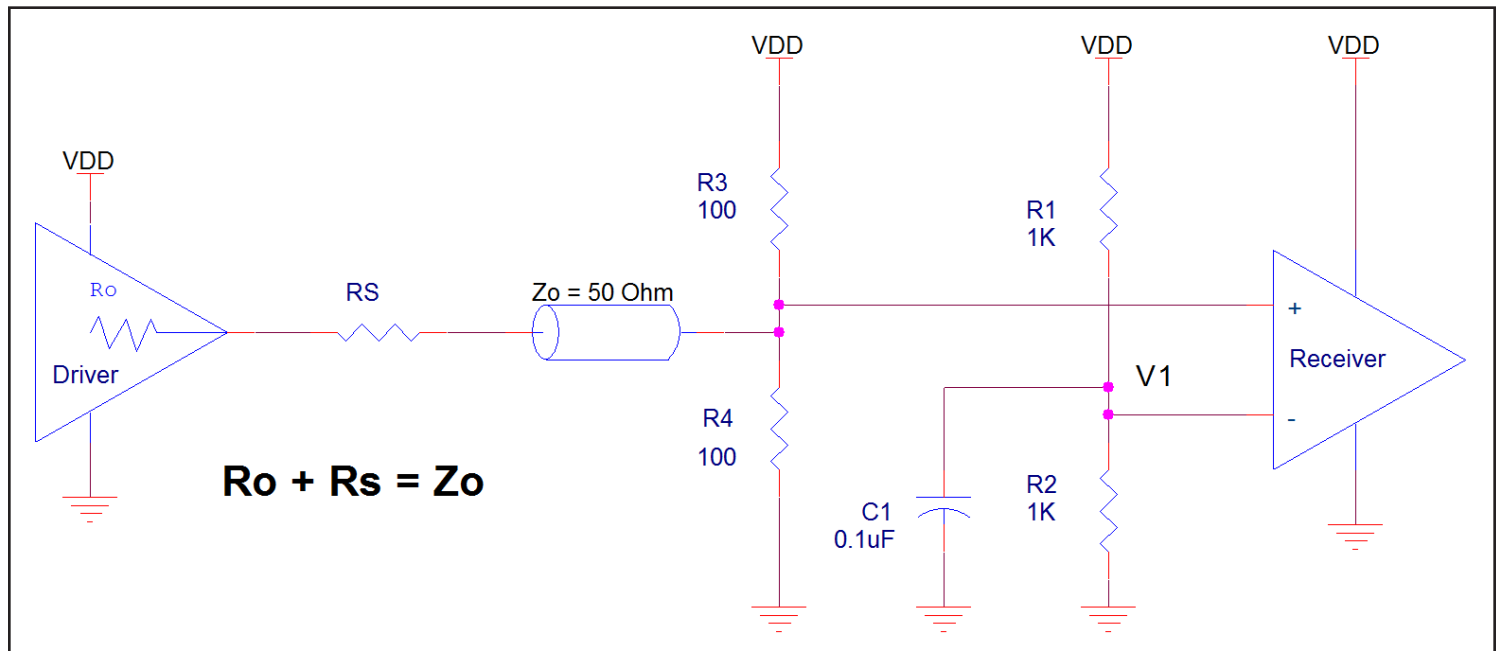 VDD
VDD
VDD
VDD
R3
100
R1
1K
Ro
RS
Zo = 50 Ohm
+
Driver
Receiver
V1
-
R4
100
Ro + Rs = Zo
R2
1K
C1
0.1uF